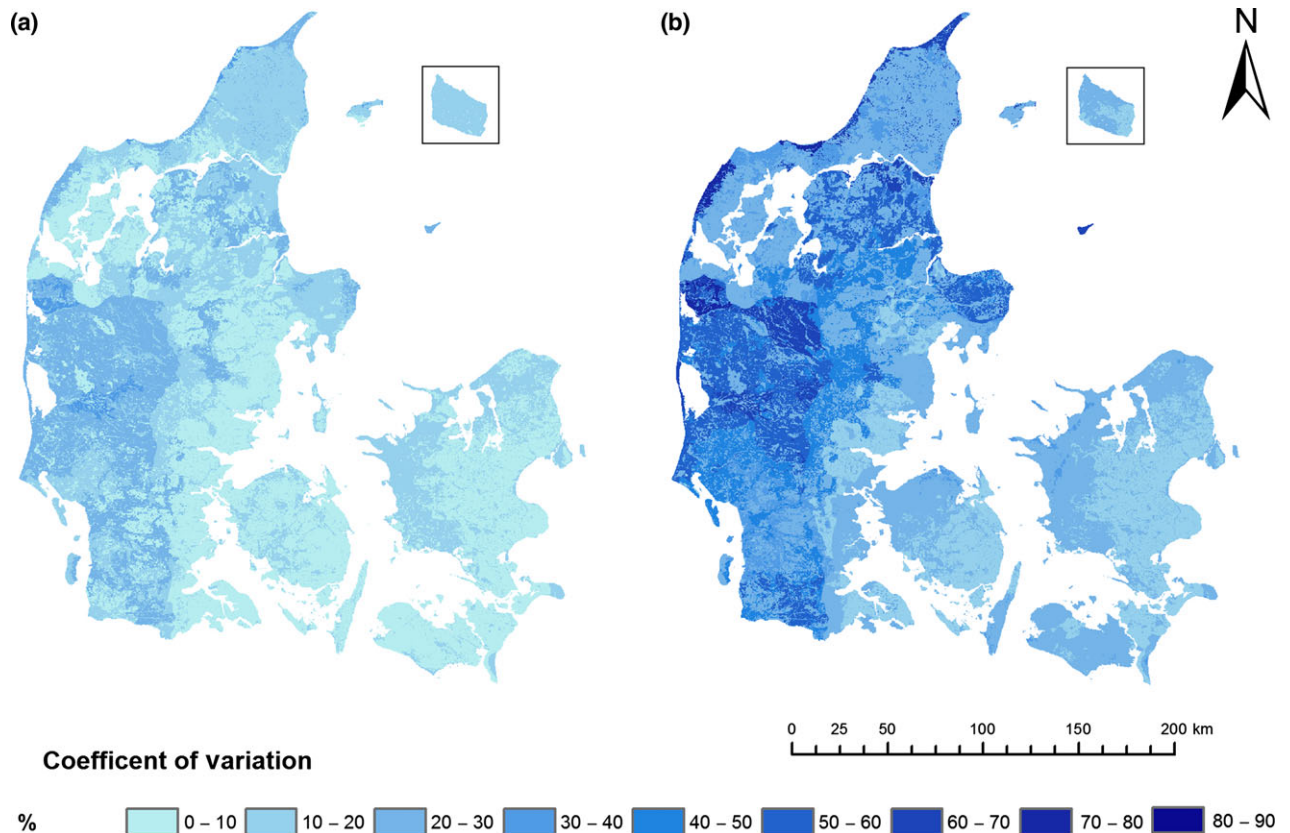 (a)
(b)
N
0 25 50 100 150 200 km
Coefficent of variation
% 0 – 10 10 – 20 20 – 30 30 – 40 40 – 50 50 – 60 60 – 70 70 – 80 80 – 90